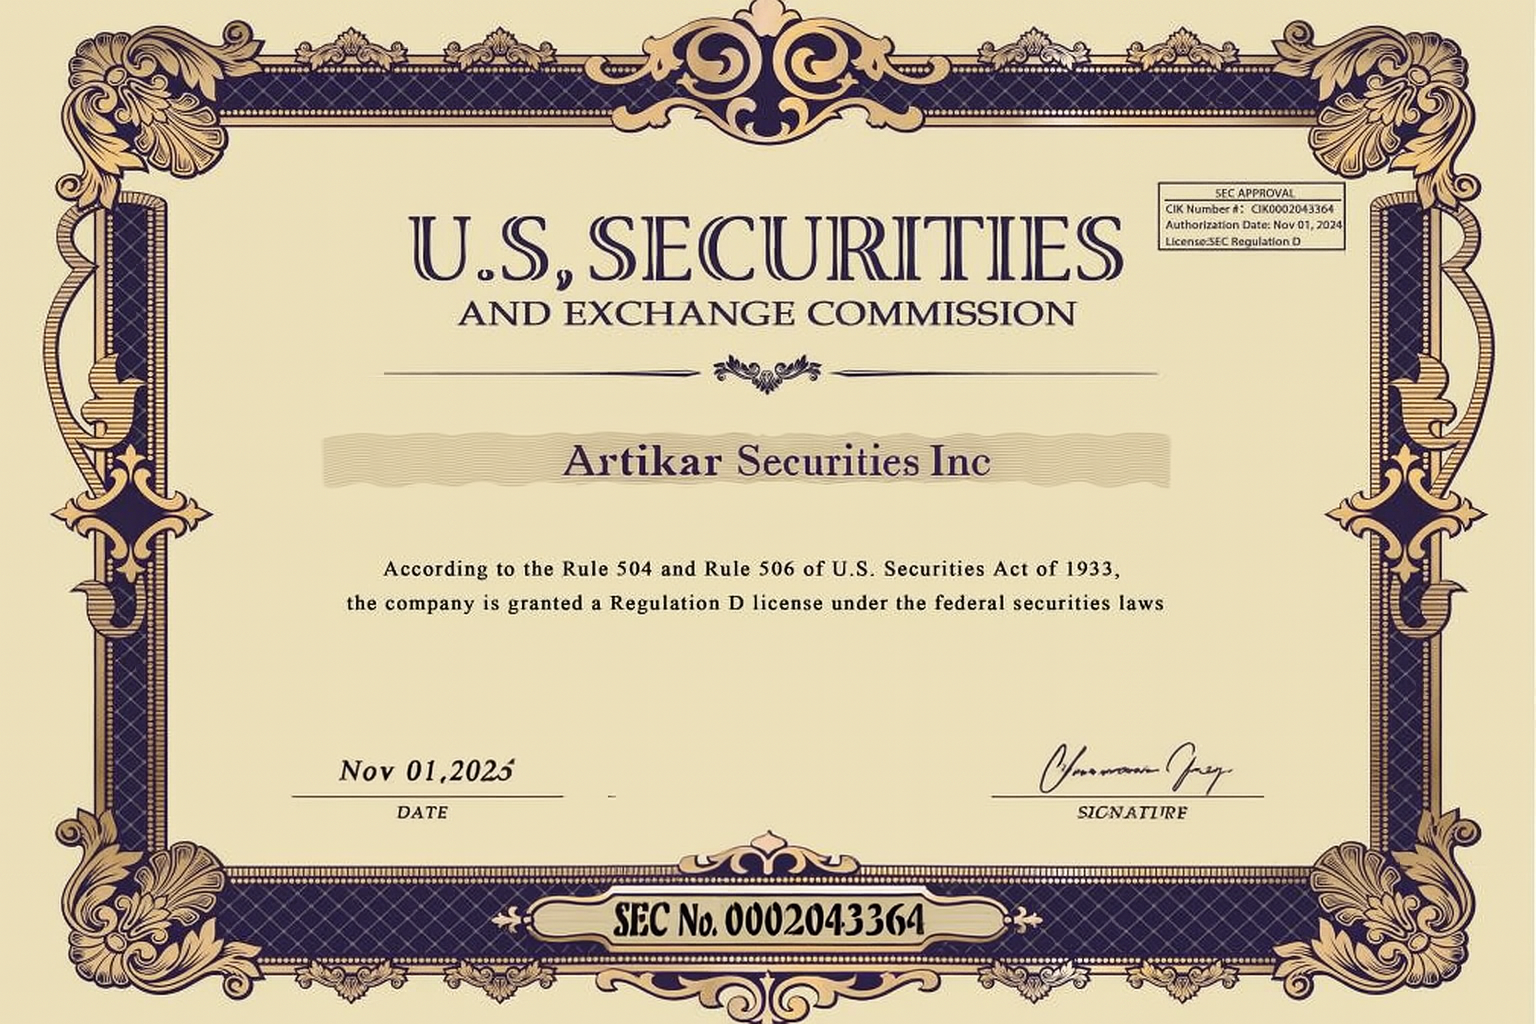 SEC APPROVAL
CIK Number #: CIK0002043364
Authorization Date: Nov 01, 2024
License:SEC Regulation D
U.S, SECURITIES
AND EXCHANGE COMMISSION
Artikar Securities Inc
According to the Rule 504 and Rule 506 of U.S. Securities Act of 1933,
the company is granted a Regulation D license under the federal securities laws
Nov 01,2025
DATE
SIGNATURE
SEC No. 0002043364